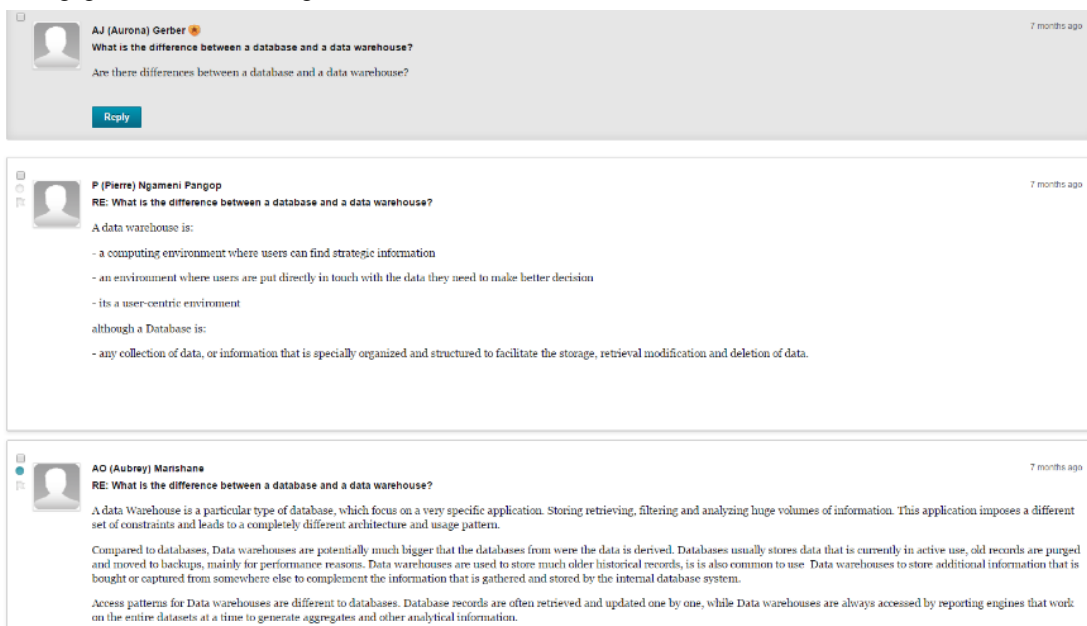 AJ (Aurona) Gerber
7 months ago
What is the difference between a database and a data warehouse?
Are there differences between a database and a data warehouse?
Reply
P (Pierre) Ngameni Pangop
7 months ago
RE: What is the difference between a database and a data warehouse?
A data warehouse is:
- a computing environment where users can find strategic information
- an environment where users are put directly in touch with the data they need to make better decision
- its a user-centric enviroment
although a Database is:
- any collection of data, or information that is specially organized and structured to facilitate the storage, retrieval modification and deletion of data.
AO (Aubrey) Marishane
7 months ago
RE: What is the difference between a database and a data warehouse?
A data Warehouse is a particular type of database, which focus on a very specific application. Storing retrieving, filtering and analyzing huge volumes of information. This application imposes a different
set of constraints and leads to a completely different architecture and usage pattern.
Compared to databases, Data warehouses are potentially much bigger that the databases from were the data is derived. Databases usually stores data that is currently in active use, old records are purged
and moved to backups, mainly for performance reasons. Data warehouses are used to store much older historical records, is is also common to use Data warehouses to store additional information that is
bought or captured from somewhere else to complement the information that is gathered and stored by the internal database system.
Access patterns for Data warehouses are different to databases. Database records are often retrieved and updated one by one, while Data warehouses are always accessed by reporting engines that work
on the entire datasets at a time to generate aggregates and other analytical information.